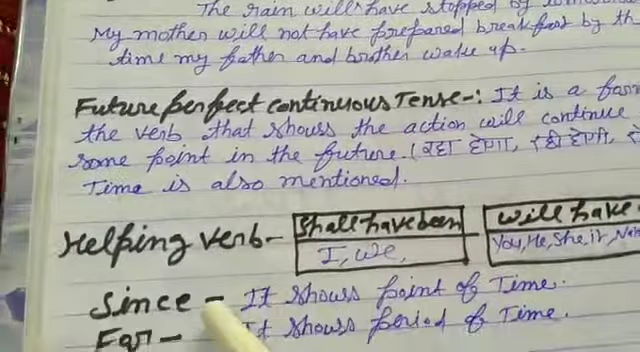 The rain will have stopped by
My mother will not have prepared breakfast by the
time my father and brother wake up.
Future perfect continuous Tense-: It is a form
the verb that shows the action will continue
some point in the future. (रहा होगा, रही होगी,
Time is also mentioned.
Helping verb- Shall have been - will have
I, we, You, He, She, it, Name
Since - It shows point of Time.
For - It shows period of Time.